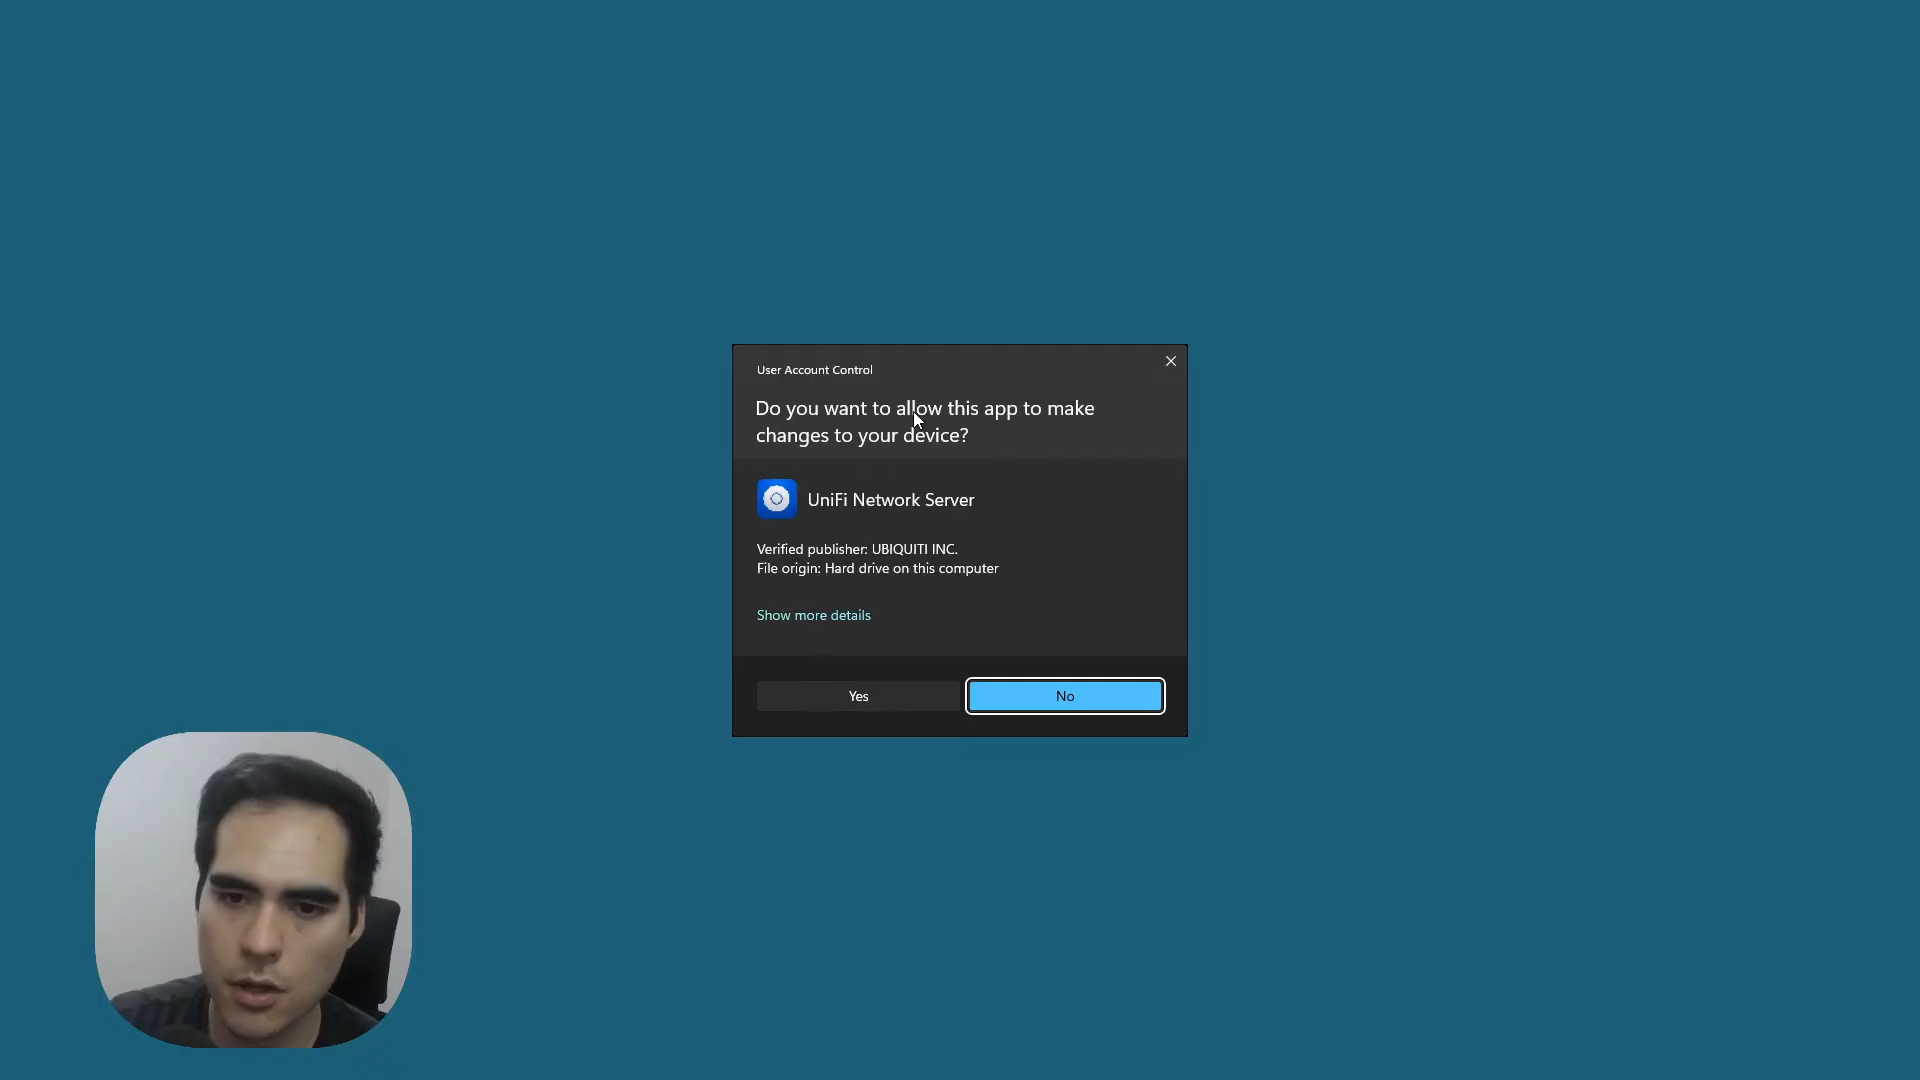 User Account Control
Do you want to allow this app to make
changes to your device?
UniFi Network Server
Verified publisher: UBIQUITI INC.
File origin: Hard drive on this computer
Show more details
Yes
No